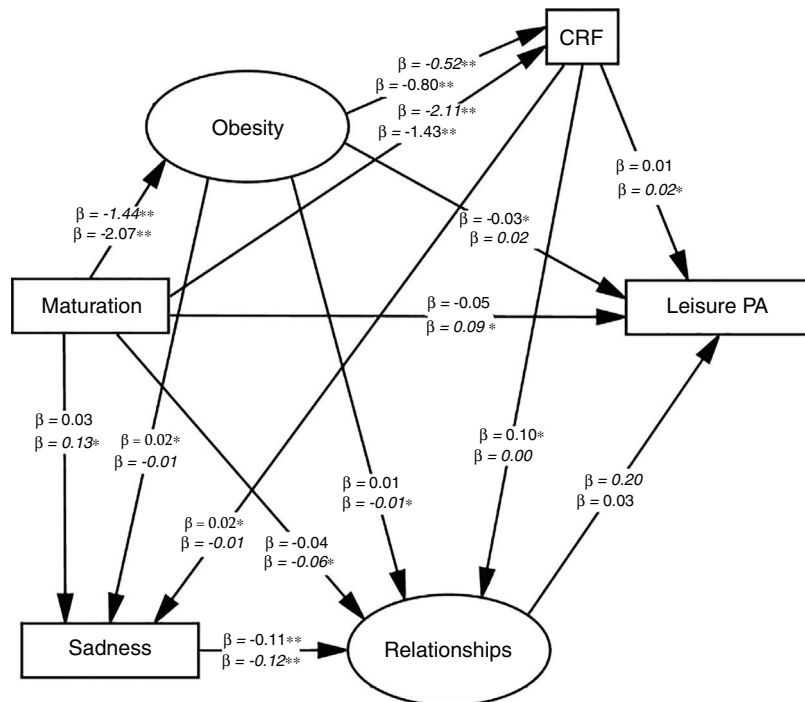 CRF
β = -0.52**
β = -0.80**
β = -2.11**
β = -1.43**
Obesity
β = 0.01
β = 0.02*
β = -1.44**
β = -2.07**
β = -0.03*
β = 0.02
Maturation
β = -0.05
β = 0.09 *
Leisure PA
β = 0.03
β = 0.13*
β = 0.02*
β = -0.01
β = 0.10*
β = 0.00
β = 0.01
β = -0.01*
β = 0.20
β = 0.03
β = 0.02*
β = -0.01
β = -0.04
β = -0.06*
Sadness
β = -0.11**
β = -0.12**
Relationships